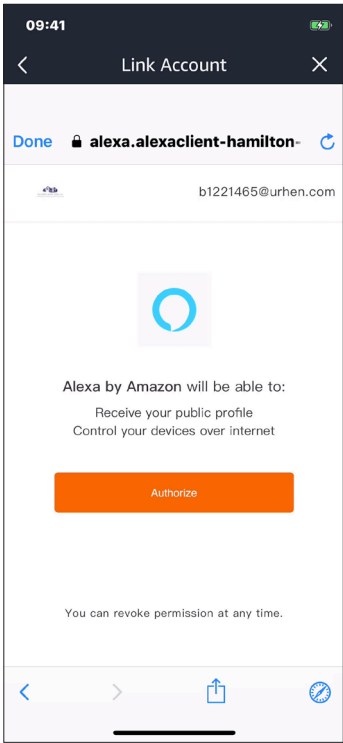 09:41
Link Account
Done alexa.alexaclient-hamilton-
b1221465@urhen.com
Alexa by Amazon will be able to:
Receive your public profile
Control your devices over internet
Authorize
You can revoke permission at any time.